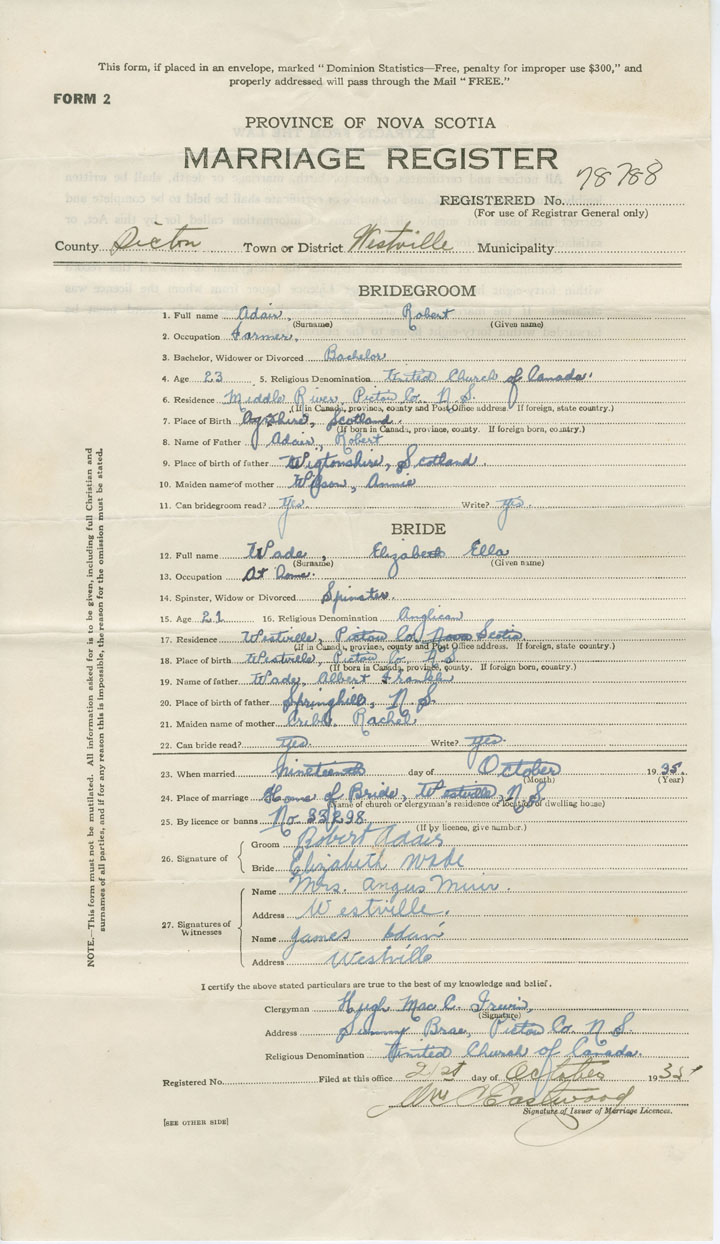 This form, if placed in an envelope, marked "Dominion Statistics—Free, penalty for improper use $300," and
properly addressed will pass through the Mail "FREE."
FORM 2
PROVINCE OF NOVA SCOTIA
MARRIAGE REGISTER
REGISTERED No. 78788
(For use of Registrar General only)
County Pictou Town or District Westville Municipality
BRIDEGROOM
1. Full name Adair, Robert
(Surname) (Given name)
2. Occupation Farmer,
3. Bachelor, Widower or Divorced Bachelor
4. Age 23 5. Religious Denomination United Church of Canada
6. Residence Middle River, Pictou Co. N. S.
(If in Canada, province, county and Post Office address. If foreign, state country.)
7. Place of Birth Scotland.
(If born in Canada, province, county. If foreign born, country.)
8. Name of Father Adair, Robert
9. Place of birth of father Wigtonshire, Scotland.
10. Maiden name of mother Wilson, Annie
11. Can bridegroom read? Yes. Write? Yes.
BRIDE
12. Full name Wade, Elizabeth Ella
(Surname) (Given name)
13. Occupation At home.
14. Spinster, Widow or Divorced Spinster.
15. Age 21 16. Religious Denomination Anglican
17. Residence Westville, Pictou Co. Nova Scotia
(If in Canada, province, county and Post Office address. If foreign, state country.)
18. Place of birth Westville, Pictou Co. N. S.
(If born in Canada, province, county. If foreign born, country.)
19. Name of father Wade, Albert Franklin
20. Place of birth of father Springhill, N. S.
21. Maiden name of mother Cribb, Rachel
22. Can bride read? Yes. Write? Yes.
23. When married nineteenth day of October 1935.
(Month) (Year)
24. Place of marriage Home of Bride, Westville, N. S.
(Name of church or clergyman's residence or location of dwelling house)
25. By licence or banns No. 33298
(If by licence, give number.)
26. Signature of
Groom Robert Adair
Bride Elizabeth Wade
27. Signatures of Witnesses
Name Mrs. Angus Muir.
Address Westville.
Name James Adair
Address Westville
I certify the above stated particulars are true to the best of my knowledge and belief.
Clergyman Hugh Mac C. Irwin,
(Signature)
Address Sunny Brae, Pictou Co. N. S.
Religious Denomination United Church of Canada.
Registered No. Filed at this office 21st day of October 1935
Eastwood
Signature of Issuer of Marriage Licences.
[SEE OTHER SIDE]
NOTE.—This form must not be mutilated. All information asked for is to be given, including full Christian and
surnames of all parties, and if for any reason this is impossible, the reason for the omission must be stated.